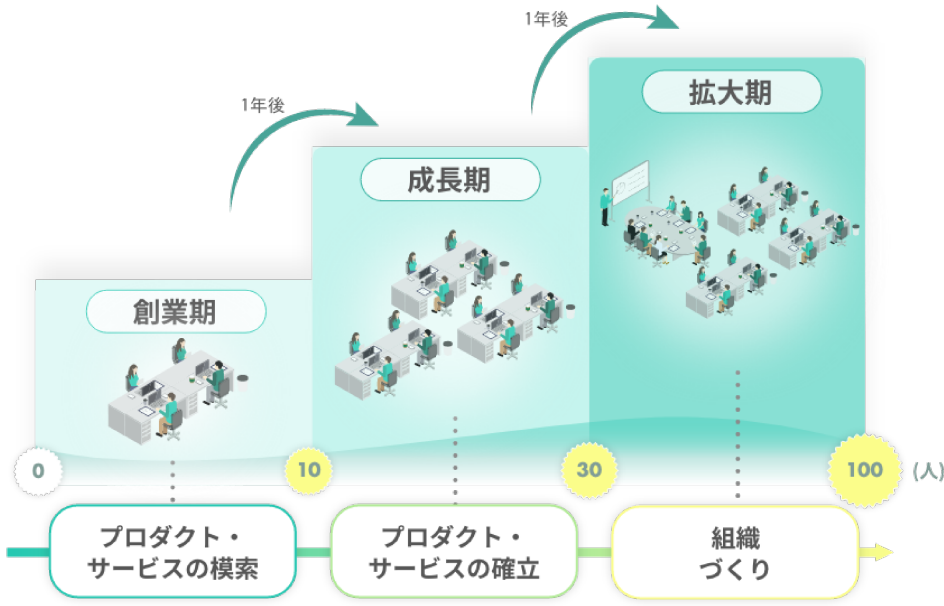 1年後
拡大期
1年後
成長期
創業期
0
10
30
100
(人)
プロダクト・
サービスの模索
プロダクト・
サービスの確立
組織
づくり